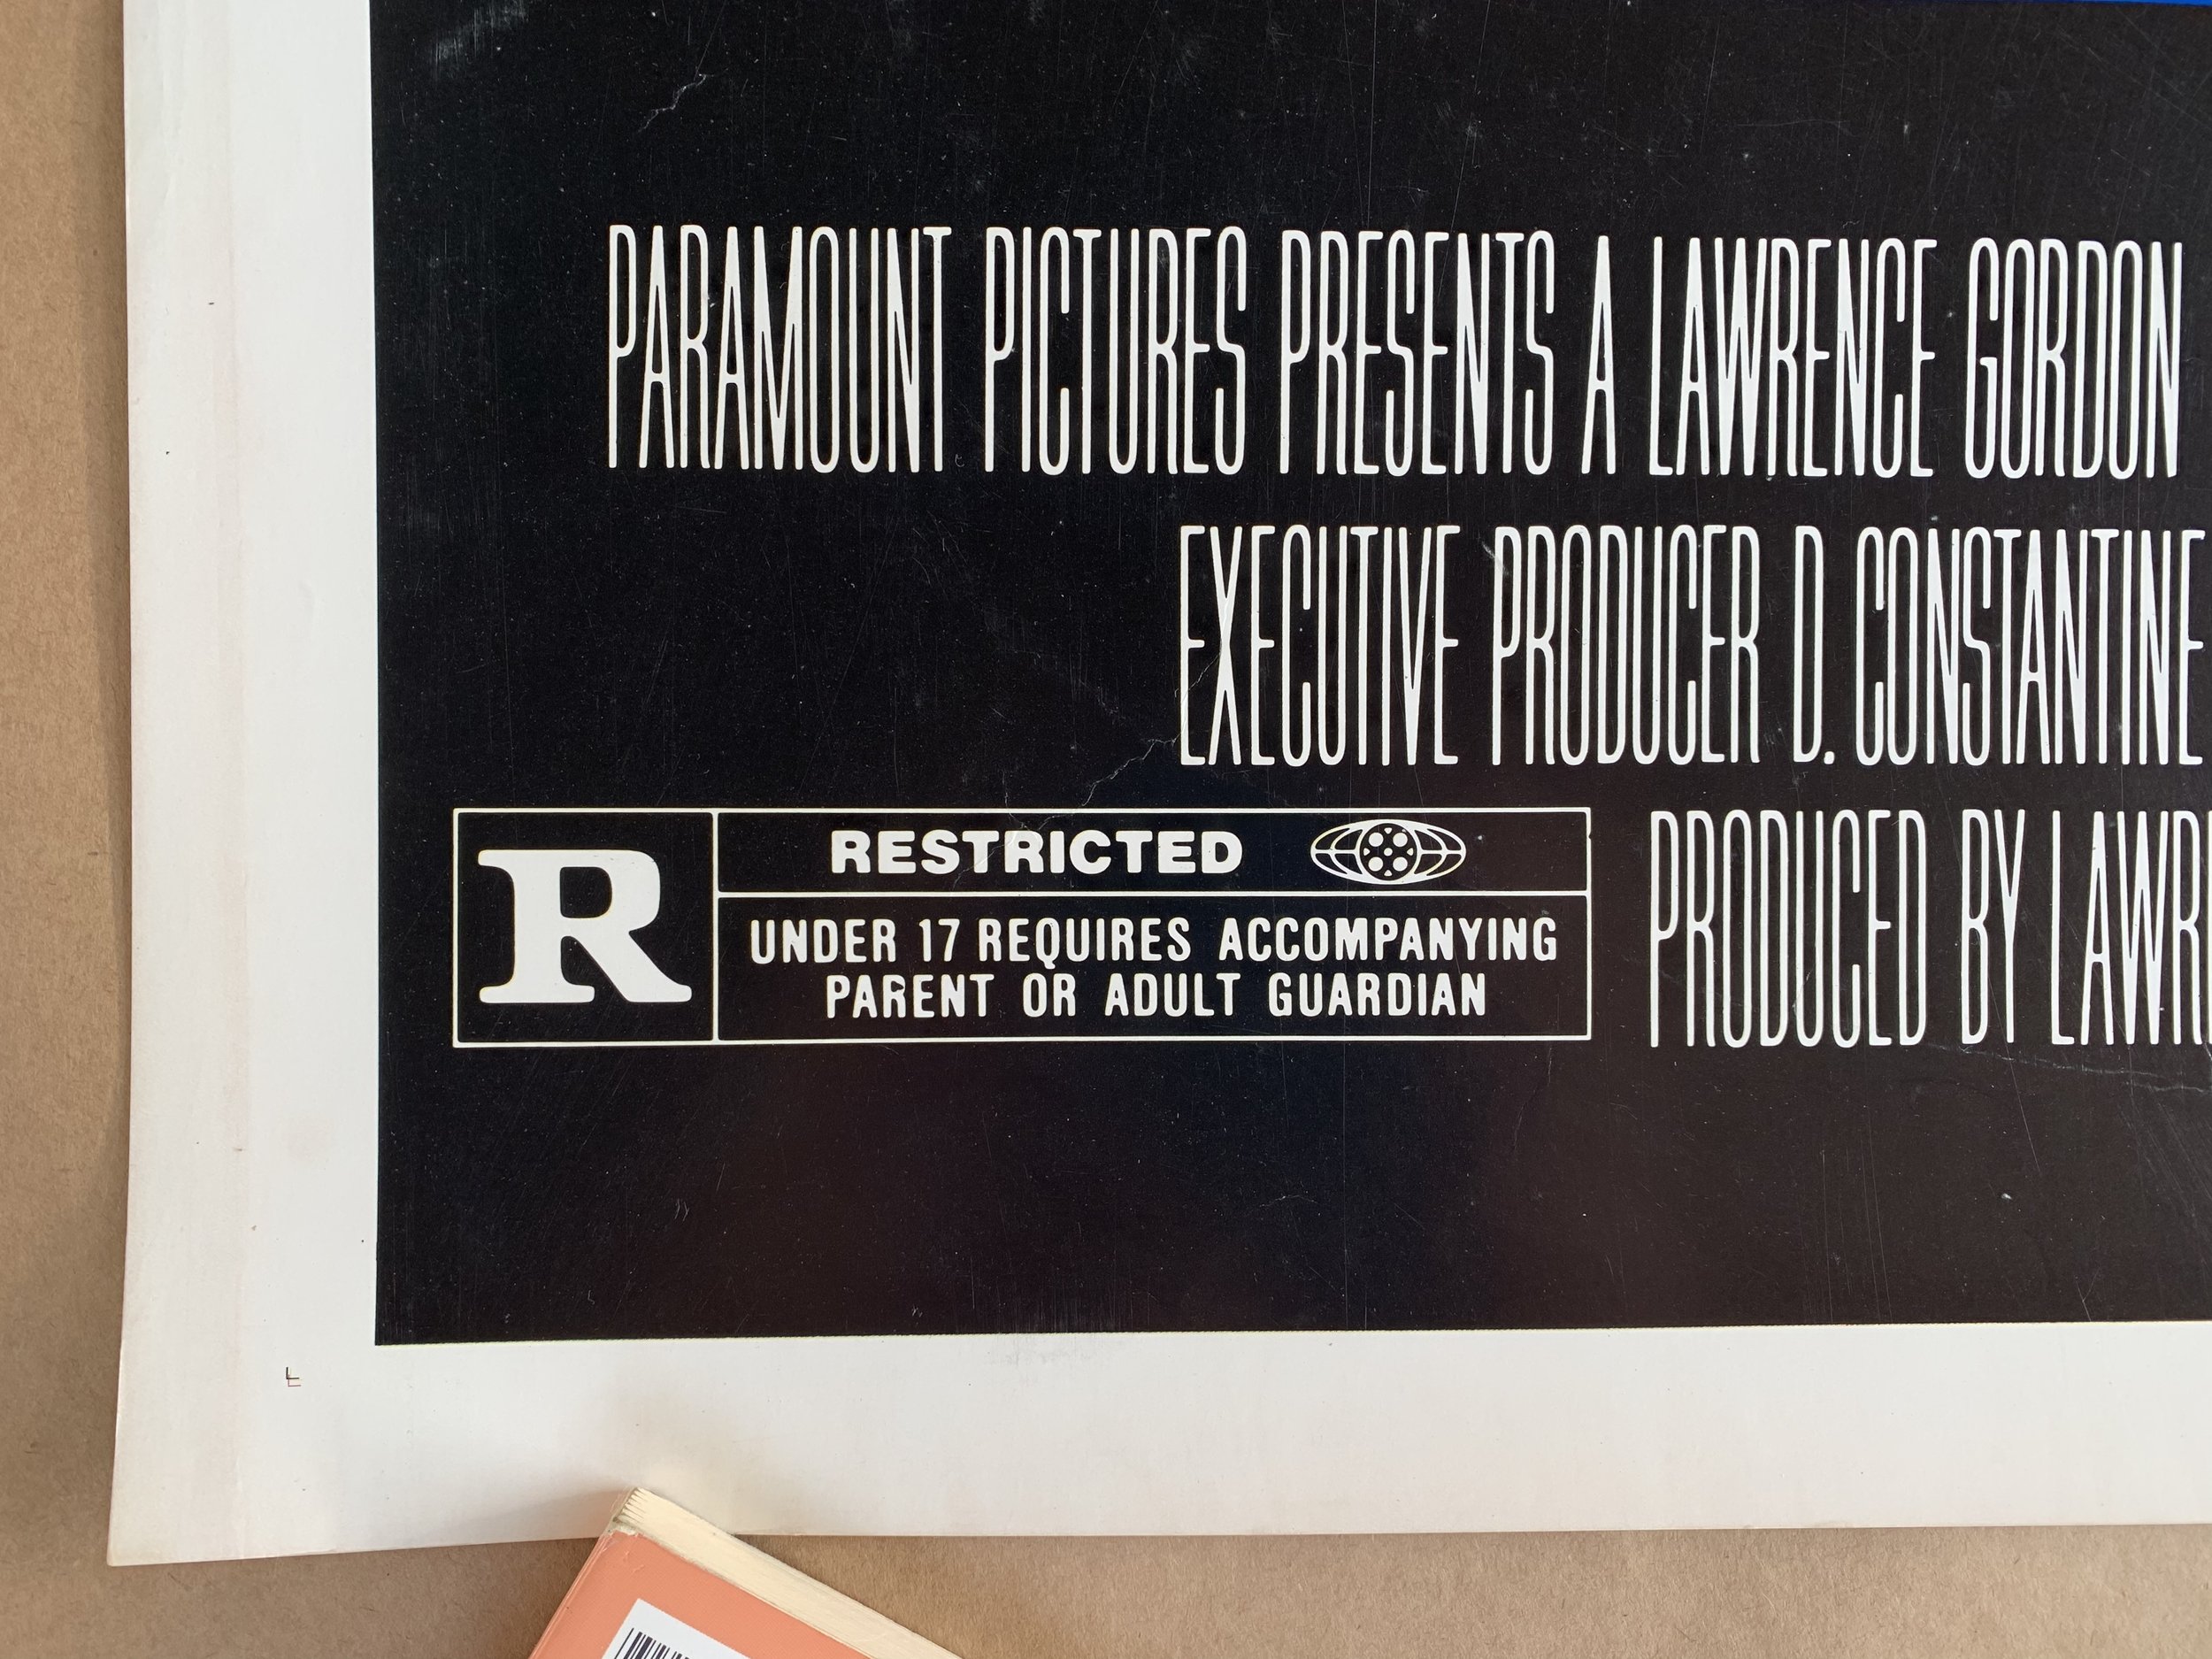 PARAMOUNT PICTURES PRESENTS A LAWRENCE GORDON
EXECUTIVE PRODUCER D. CONSTANTINE
R
RESTRICTED
UNDER 17 REQUIRES ACCOMPANYING
PARENT OR ADULT GUARDIAN
PRODUCED BY LAWR